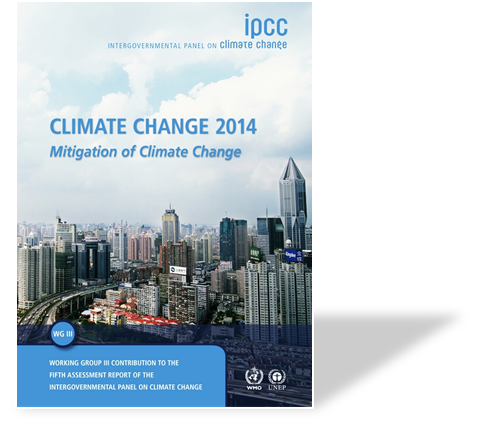 ipcc
INTERGOVERNMENTAL PANEL ON climate change
CLIMATE CHANGE 2014
Mitigation of Climate Change
WG III
WORKING GROUP III CONTRIBUTION TO THE
FIFTH ASSESSMENT REPORT OF THE
INTERGOVERNMENTAL PANEL ON CLIMATE CHANGE
WMO UNEP